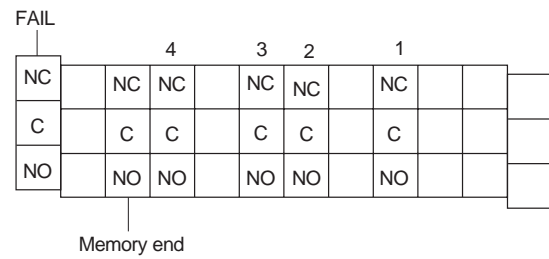 FAIL
4 3 2 1
NC NC NC NC NC NC
C C C C C C
NO NO NO NO NO NO
Memory end